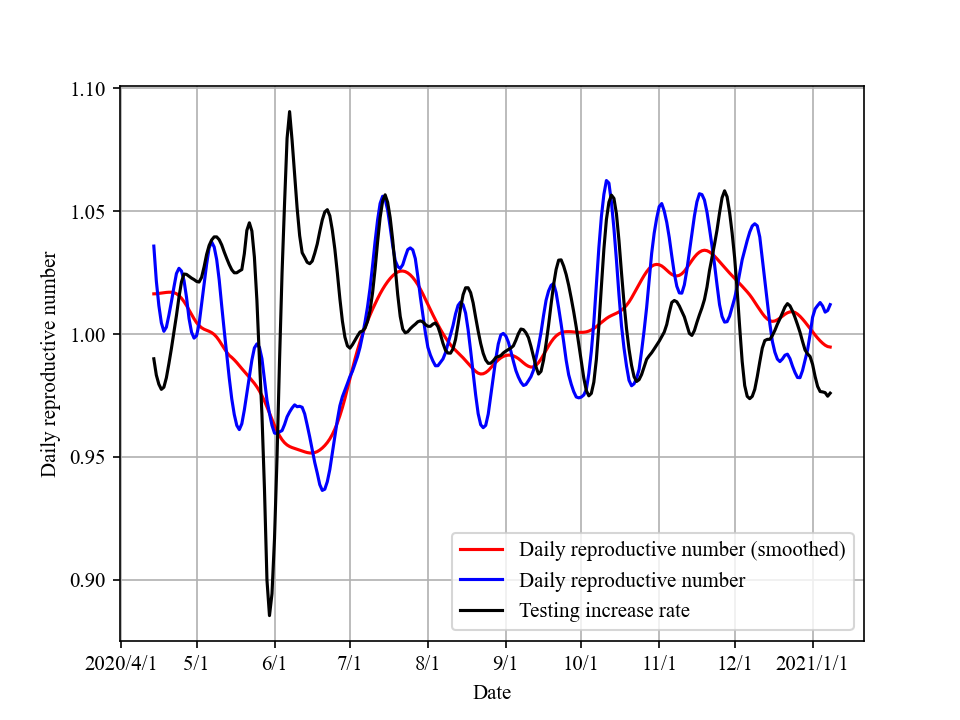 1.10
1.05
1.00
0.95
0.90
Daily reproductive number
Daily reproductive number (smoothed)
Daily reproductive number
Testing increase rate
2020/4/1 5/1 6/1 7/1 8/1 9/1 10/1 11/1 12/1 2021/1/1
Date